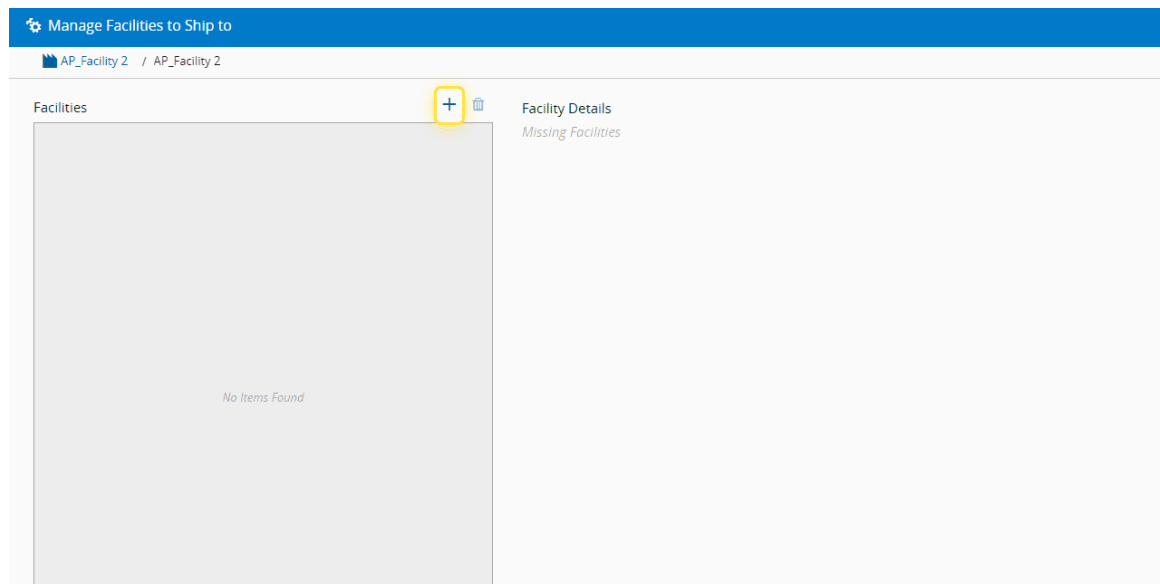 Manage Facilities to Ship to
AP_Facility 2 / AP_Facility 2
Facilities
Facility Details
Missing Facilities
No Items Found